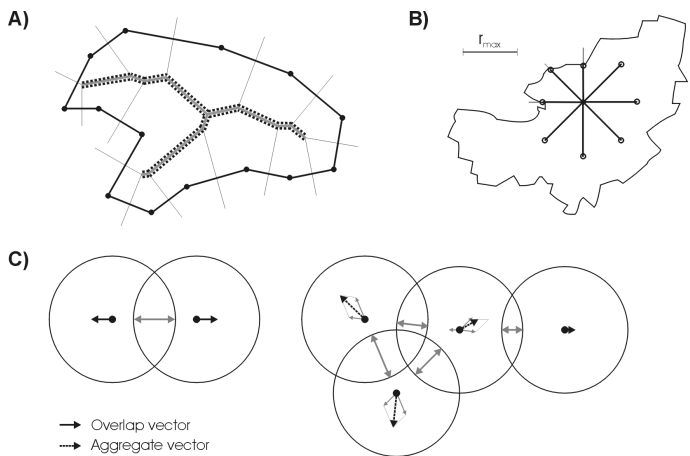 A)
B)
r max
C)
Overlap vector
Aggregate vector